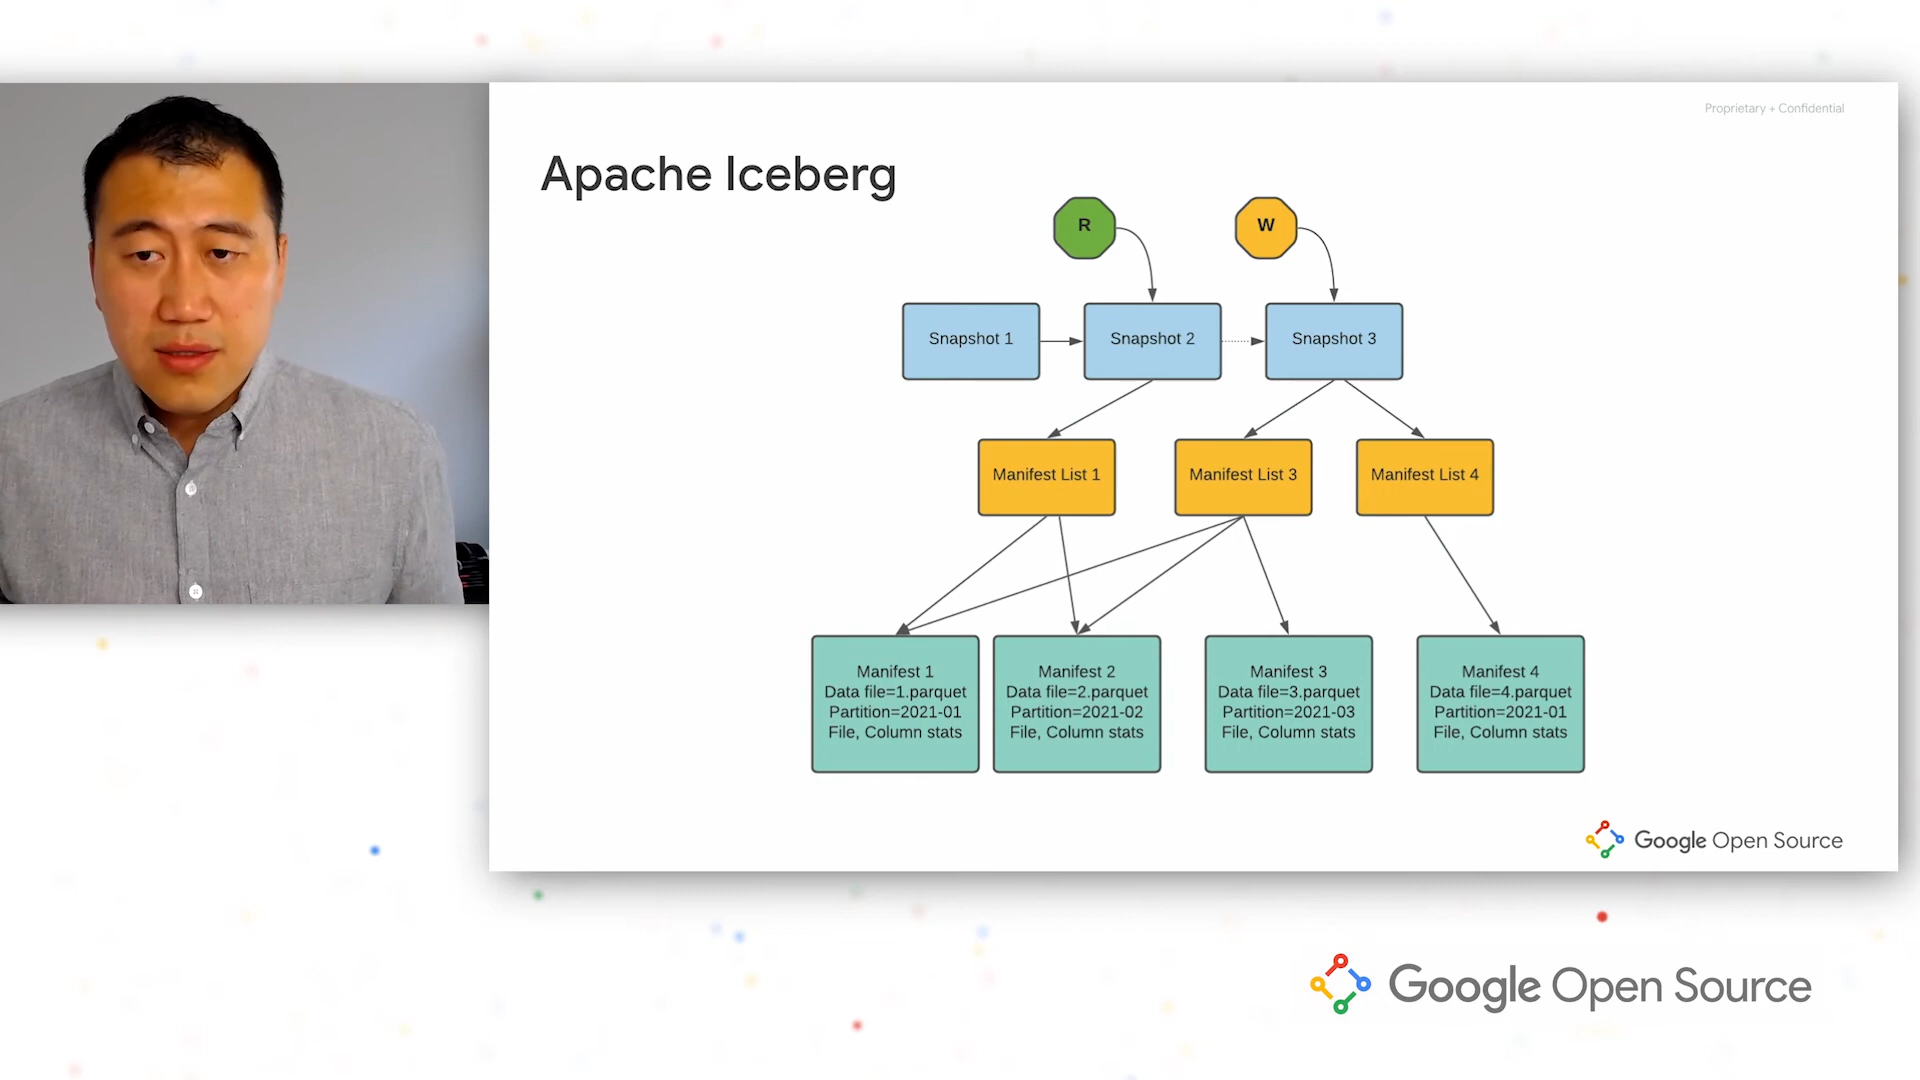 Proprietary + Confidential
Apache Iceberg
R
W
Snapshot 1
Snapshot 2
Snapshot 3
Manifest List 1
Manifest List 3
Manifest List 4
Manifest 1
Data file=1.parquet
Partition=2021-01
File, Column stats
Manifest 2
Data file=2.parquet
Partition=2021-02
File, Column stats
Manifest 3
Data file=3.parquet
Partition=2021-03
File, Column stats
Manifest 4
Data file=4.parquet
Partition=2021-01
File, Column stats
Google Open Source
Google Open Source